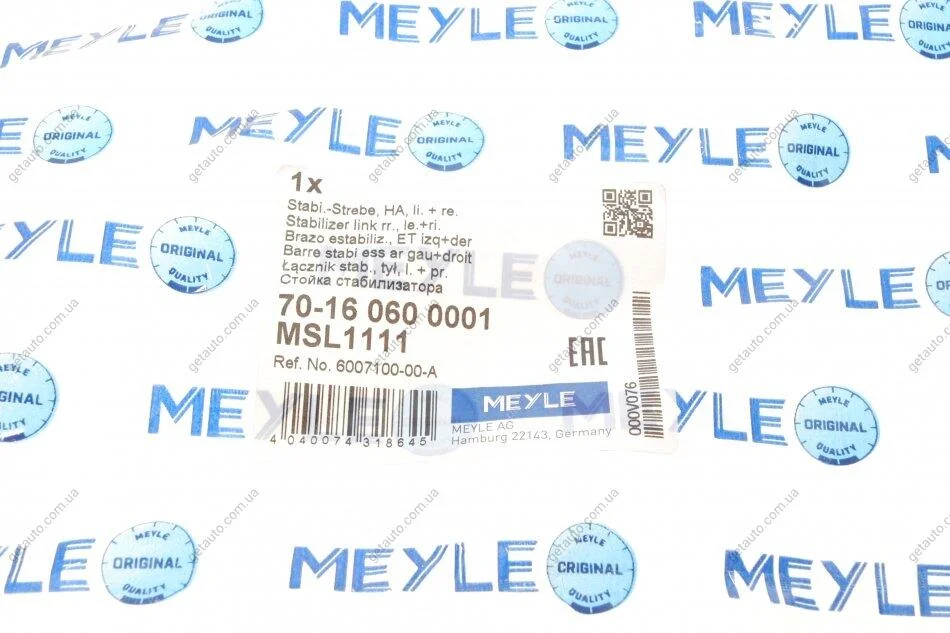 MEYLE
ORIGINAL
QUALITY
1x
Stabi.-Strebe, HA, li. + re.
Stabilizer link rr., le.+ri.
Brazo estabiliz., ET izq+der
Barre stabi ess ar gau+droit
Łącznik stab., tył, l. + pr.
Стойка стабилизатора
70-16 060 0001
MSL1111
Ref. No. 6007100-00-A
EAC
000V076
4 040074 318645
MEYLE
MEYLE AG
Hamburg 22143, Germany
getauto.com.ua